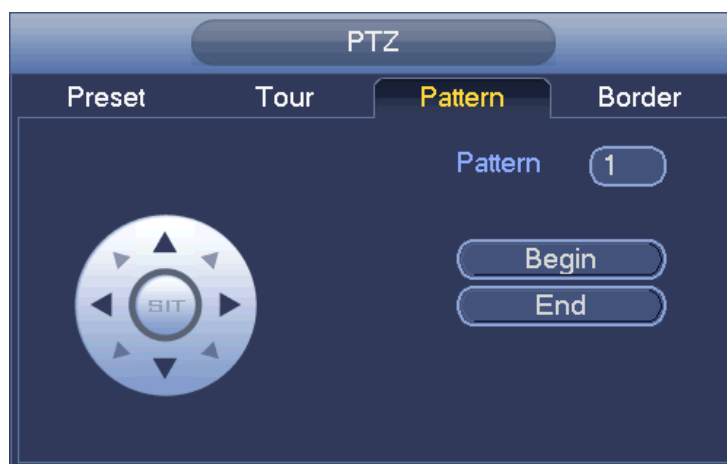 PTZ
Preset Tour Pattern Border
Pattern 1
Begin
SIT
End